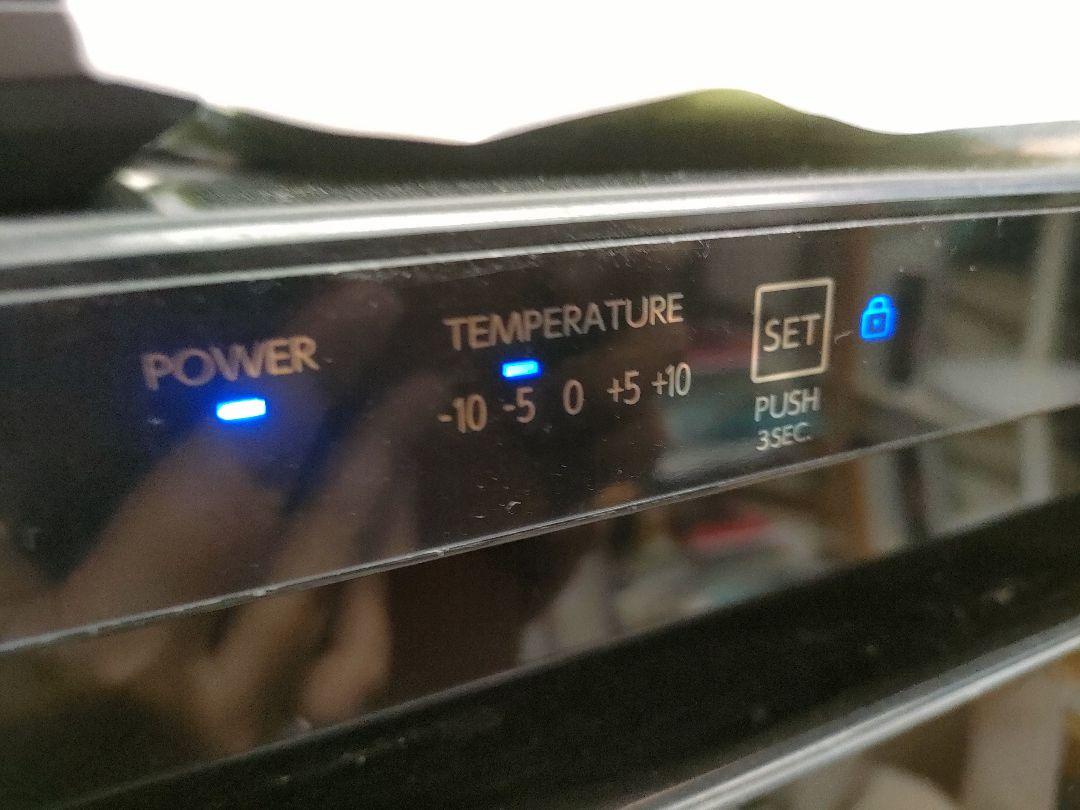 POWER
TEMPERATURE
-10 -5 0 +5 +10
SET
PUSH
3SEC.